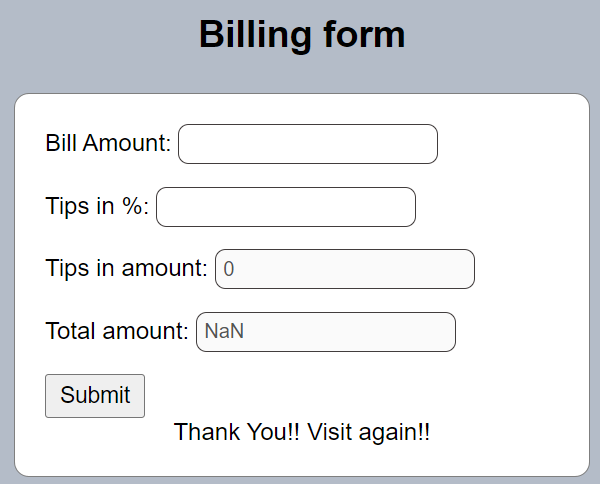 Billing form
Bill Amount:
Tips in %:
Tips in amount: 0
Total amount: NaN
Submit
Thank You!! Visit again!!